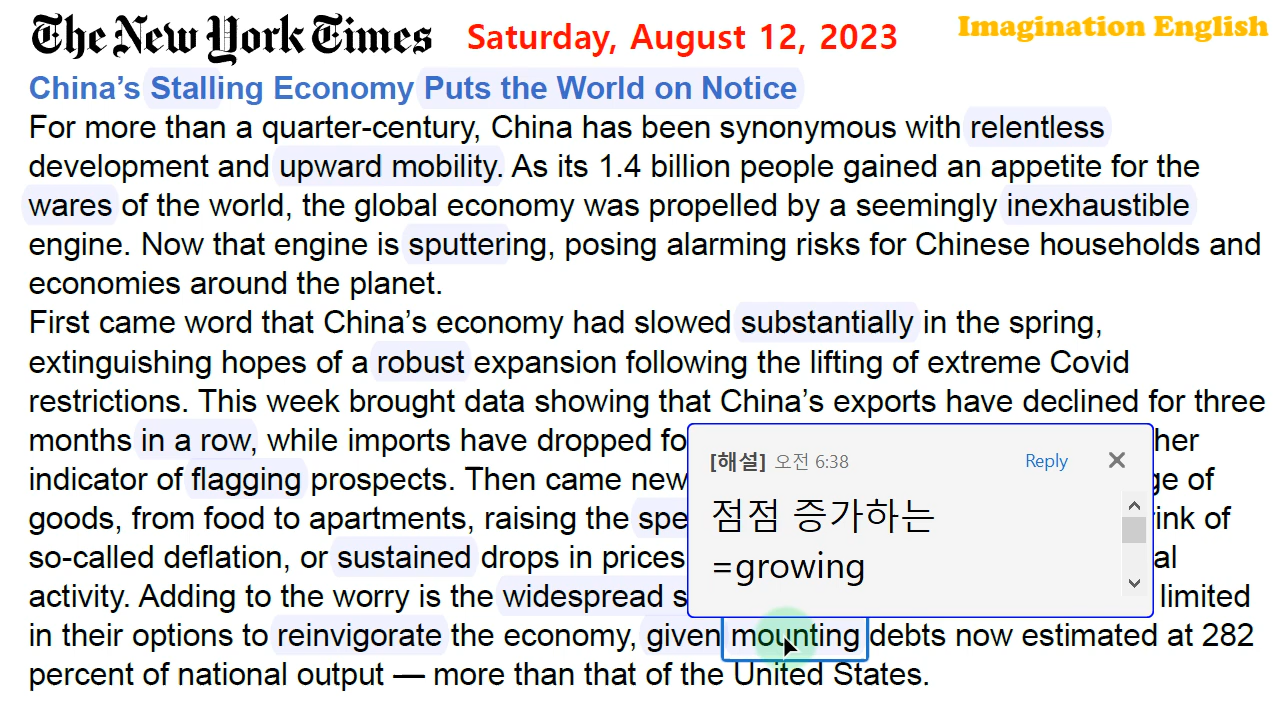 The New York Times Saturday, August 12, 2023 Imagination English
China's Stalling Economy Puts the World on Notice
For more than a quarter-century, China has been synonymous with relentless
development and upward mobility. As its 1.4 billion people gained an appetite for the
wares of the world, the global economy was propelled by a seemingly inexhaustible
engine. Now that engine is sputtering, posing alarming risks for Chinese households and
economies around the planet.
First came word that China's economy had slowed substantially in the spring,
extinguishing hopes of a robust expansion following the lifting of extreme Covid
restrictions. This week brought data showing that China's exports have declined for three
months in a row, while imports have dropped
indicator of flagging prospects. Then came
goods, from food to apartments, raising the
so-called deflation, or sustained drops in prices
activity. Adding to the worry is the widespread
[해설] 오전 6:38 Reply
점점 증가하는
=growing
of
of
limited
in their options to reinvigorate the economy, given mounting debts now estimated at 282
percent of national output — more than that of the United States.